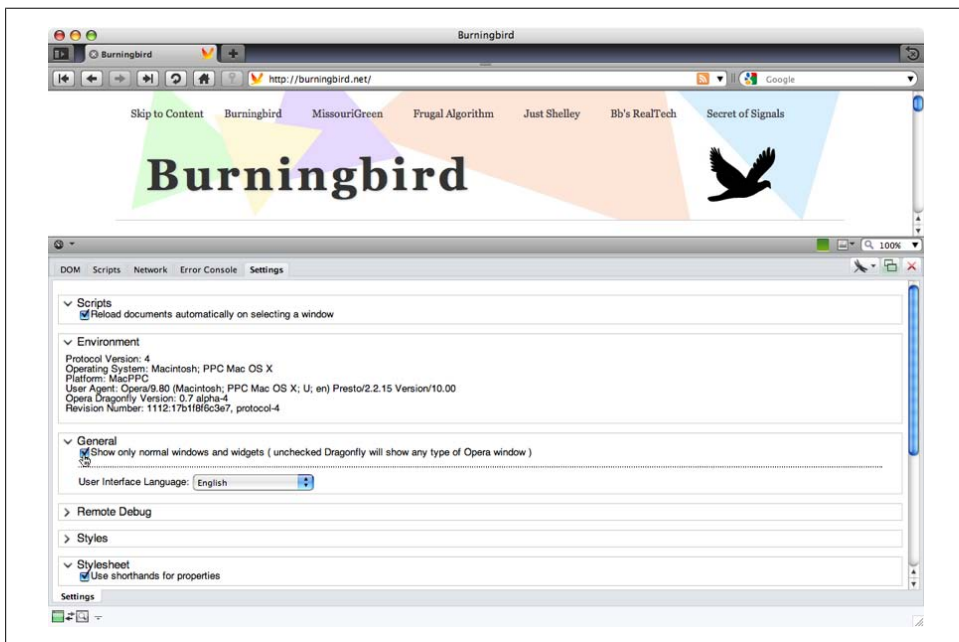 Burningbird
Burningbird
http://burningbird.net/
Google
Skip to Content Burningbird MissouriGreen Frugal Algorithm Just Shelley Bb's RealTech Secret of Signals
Burningbird
100%
DOM Scripts Network Error Console Settings
Scripts
Reload documents automatically on selecting a window
Environment
Protocol Version: 4
Operating System: Macintosh; PPC Mac OS X
Platform: MacPPC
User Agent: Opera/9.80 (Macintosh; PPC Mac OS X; U; en) Presto/2.2.15 Version/10.00
Opera Dragonfly Version: 0.7 alpha-4
Revision Number: 1112:17b1f8f6c3e7, protocol-4
General
Show only normal windows and widgets ( unchecked Dragonfly will show any type of Opera window )
User Interface Language: English
Remote Debug
Styles
Stylesheet
Use shorthands for properties
Settings